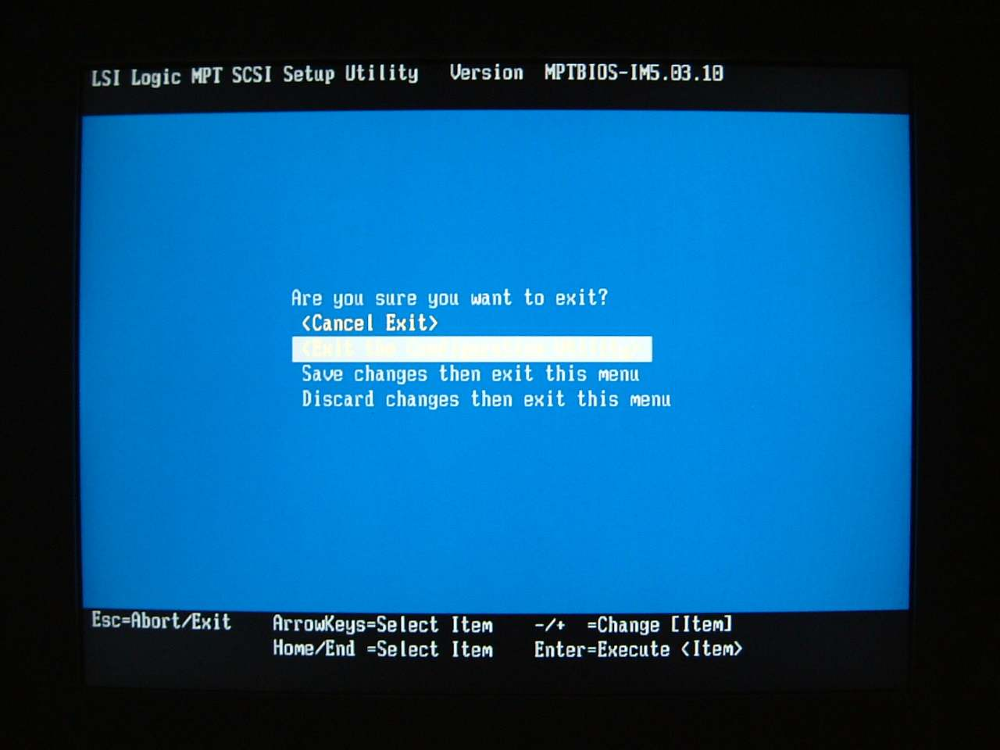 LSI Logic MPT SCSI Setup Utility Version MPTBIOS-IM5.03.10
Are you sure you want to exit?
<Cancel Exit>
<Exit the Configuration Utility>
Save changes then exit this menu
Discard changes then exit this menu
Esc=Abort/Exit ArrowKeys=Select Item -/+ =Change [Item]
Home/End =Select Item Enter=Execute <Item>